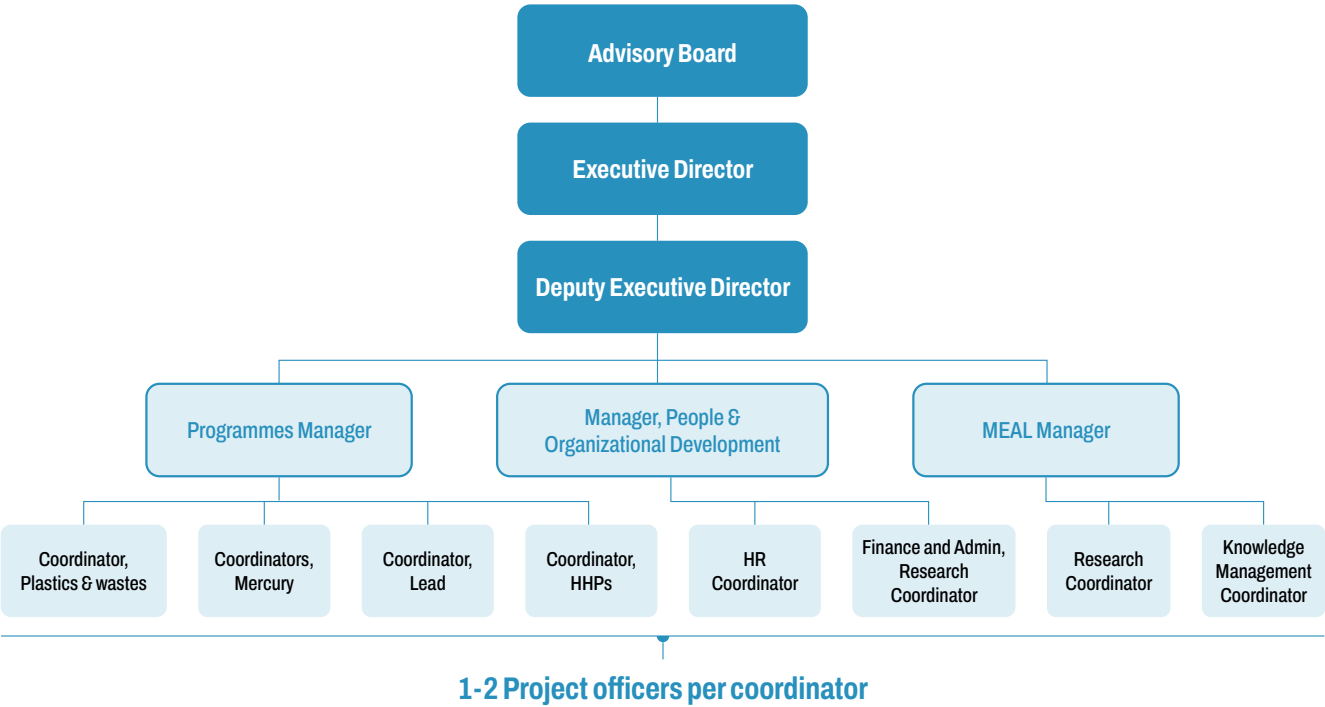 Advisory Board
Executive Director
Deputy Executive Director
Programmes Manager
Manager, People &
Organizational Development
MEAL Manager
Coordinator,
Plastics & wastes
Coordinators,
Mercury
Coordinator,
Lead
Coordinator,
HHPs
HR
Coordinator
Finance and Admin,
Research
Coordinator
Research
Coordinator
Knowledge
Management
Coordinator
1-2 Project officers per coordinator